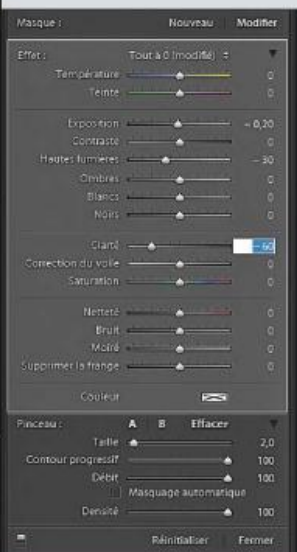 Masque : Nouveau Modifier
Effet : Tout à 0 (modifié)
Température 0
Teinte 0
Exposition – 0,20
Contraste 0
Hautes lumières – 30
Ombres 0
Blancs 0
Noirs 0
Clarté – 60
Correction du voile 0
Saturation 0
Netteté 0
Bruit 0
Moiré 0
Supprimer la frange 0
Couleur
Pinceau : A B Effacer
Taille 2,0
Contour progressif 100
Débit 100
Masquage automatique
Densité 100
Réinitialiser Fermer